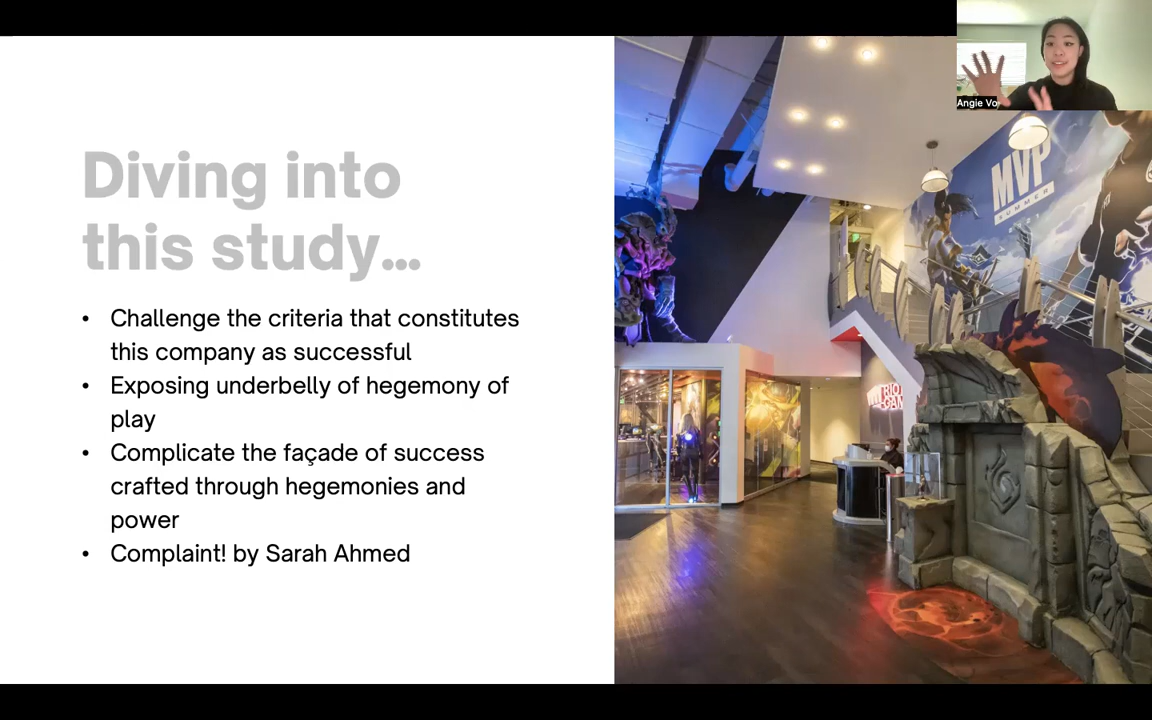 Angie Vo
Diving into
this study...
• Challenge the criteria that constitutes
this company as successful
• Exposing underbelly of hegemony of
play
• Complicate the façade of success
crafted through hegemonies and
power
• Complaint! by Sarah Ahmed
MVP
SUMMER
RIOT
GAM